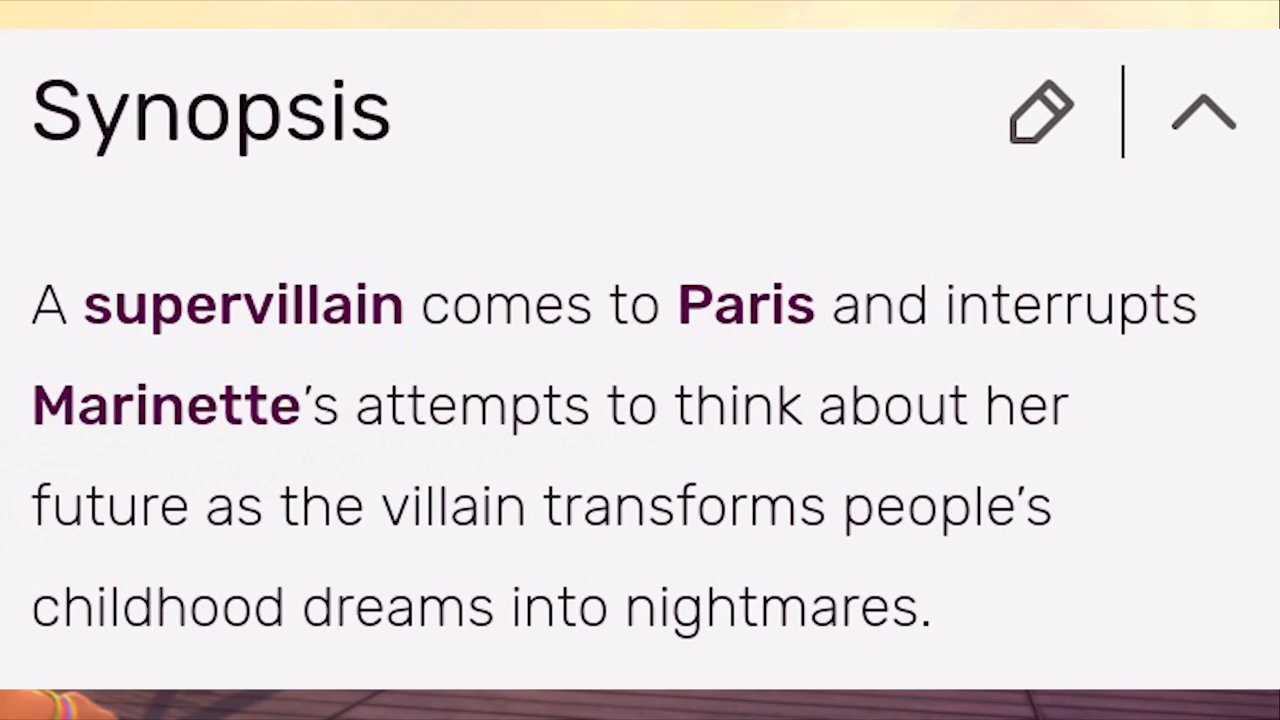 Synopsis
A supervillain comes to Paris and interrupts
Marinette’s attempts to think about her
future as the villain transforms people’s
childhood dreams into nightmares.